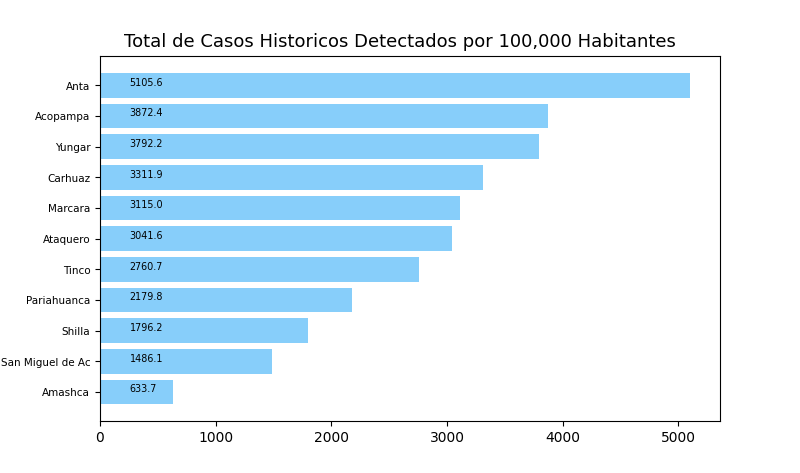 Total de Casos Historicos Detectados por 100,000 Habitantes
Anta 5105.6
Acopampa 3872.4
Yungar 3792.2
Carhuaz 3311.9
Marcara 3115.0
Ataquero 3041.6
Tinco 2760.7
Pariahuanca 2179.8
Shilla 1796.2
San Miguel de Ac 1486.1
Amashca 633.7
0 1000 2000 3000 4000 5000